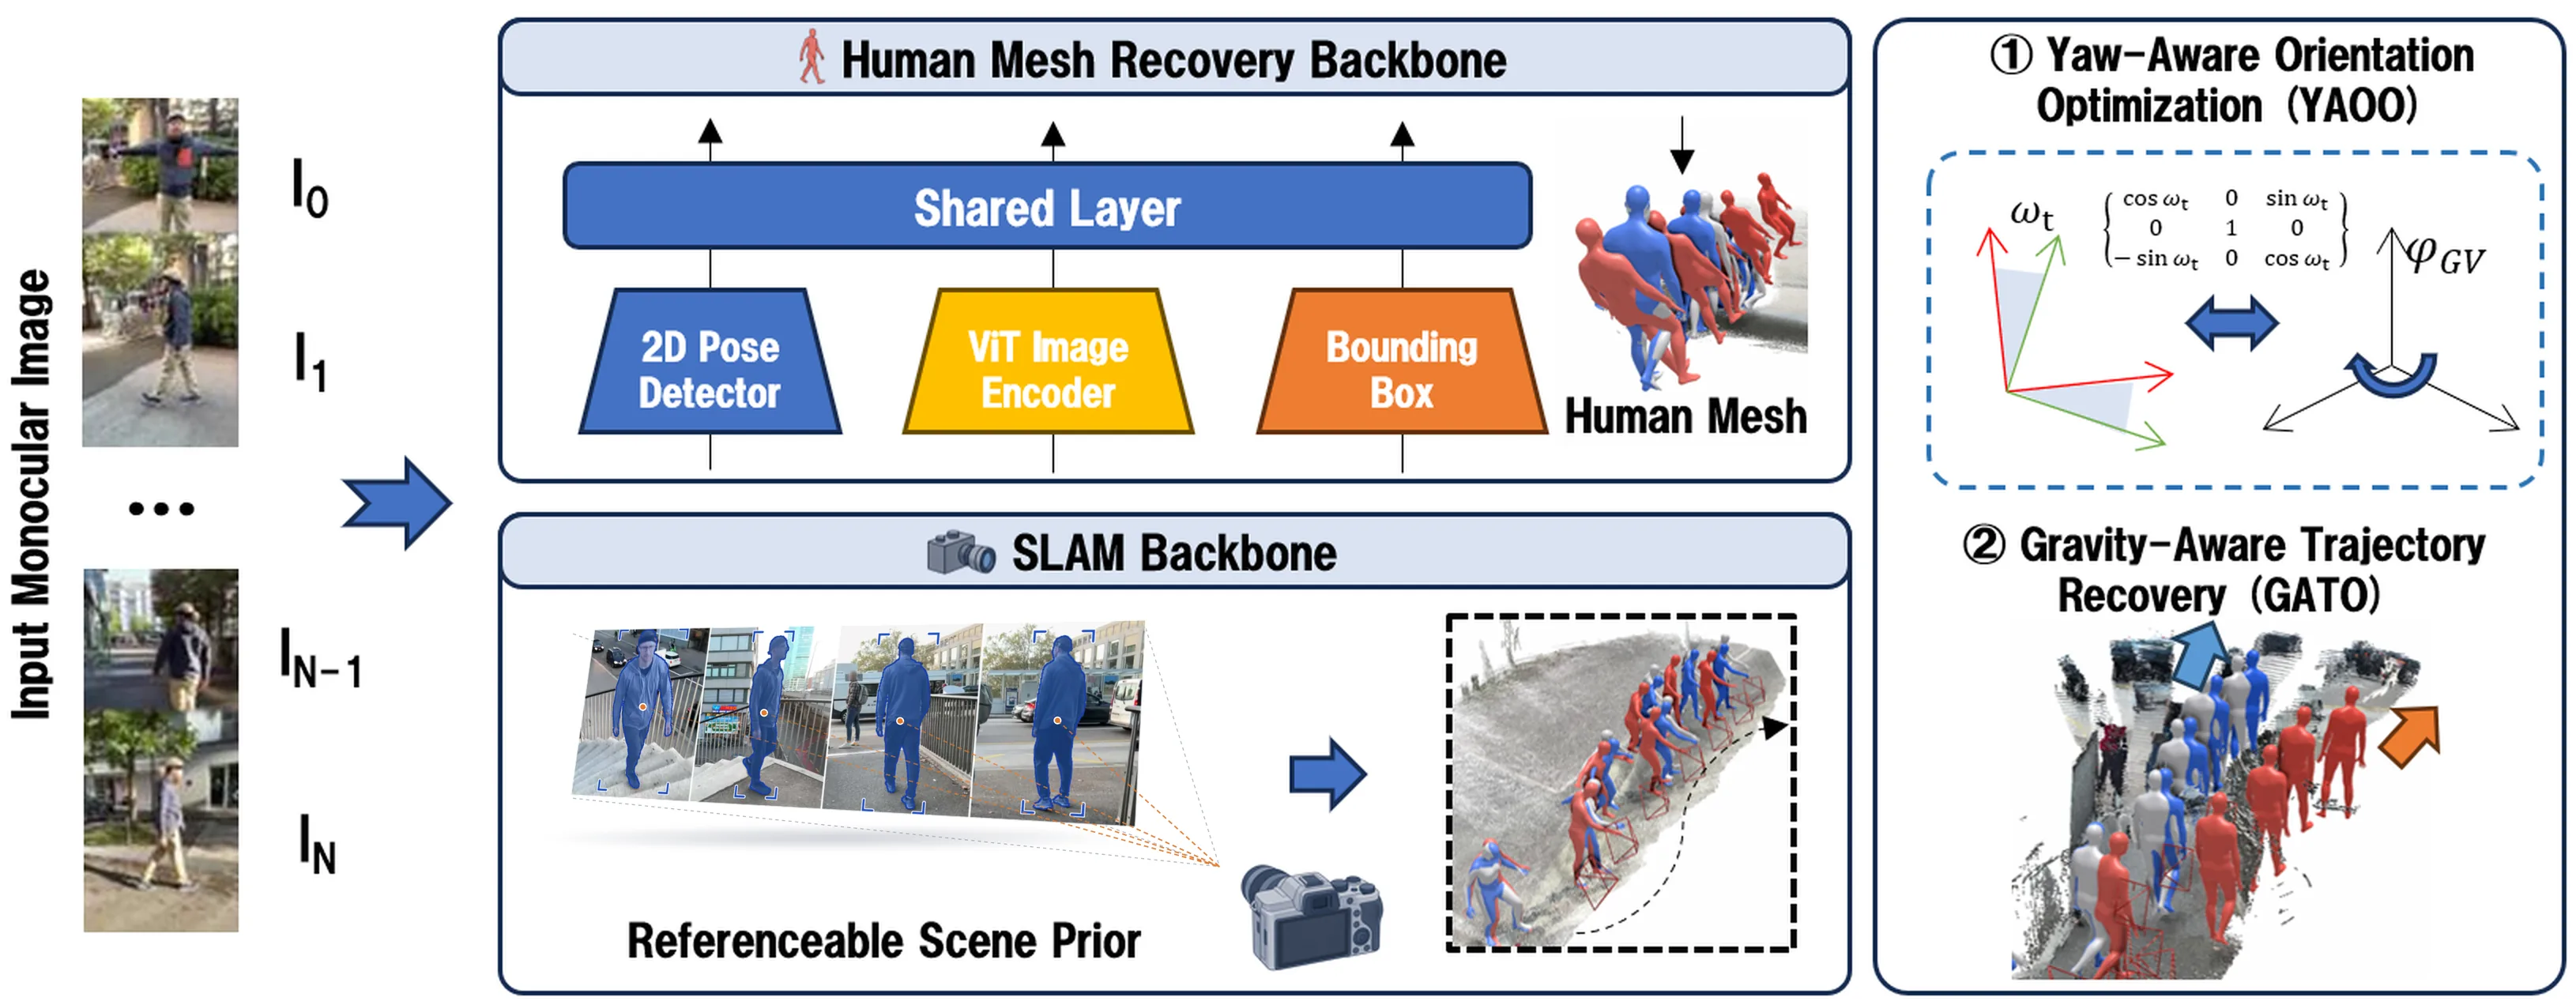 Input Monocular Image
I0
I1
...
IN-1
IN
Human Mesh Recovery Backbone
Shared Layer
2D Pose
Detector
ViT Image
Encoder
Bounding
Box
Human Mesh
SLAM Backbone
Referenceable Scene Prior
① Yaw-Aware Orientation
Optimization (YAOO)
ωt
cos ωt 0 sin ωt
0 1 0
− sin ωt 0 cos ωt
φGV
② Gravity-Aware Trajectory
Recovery (GATO)